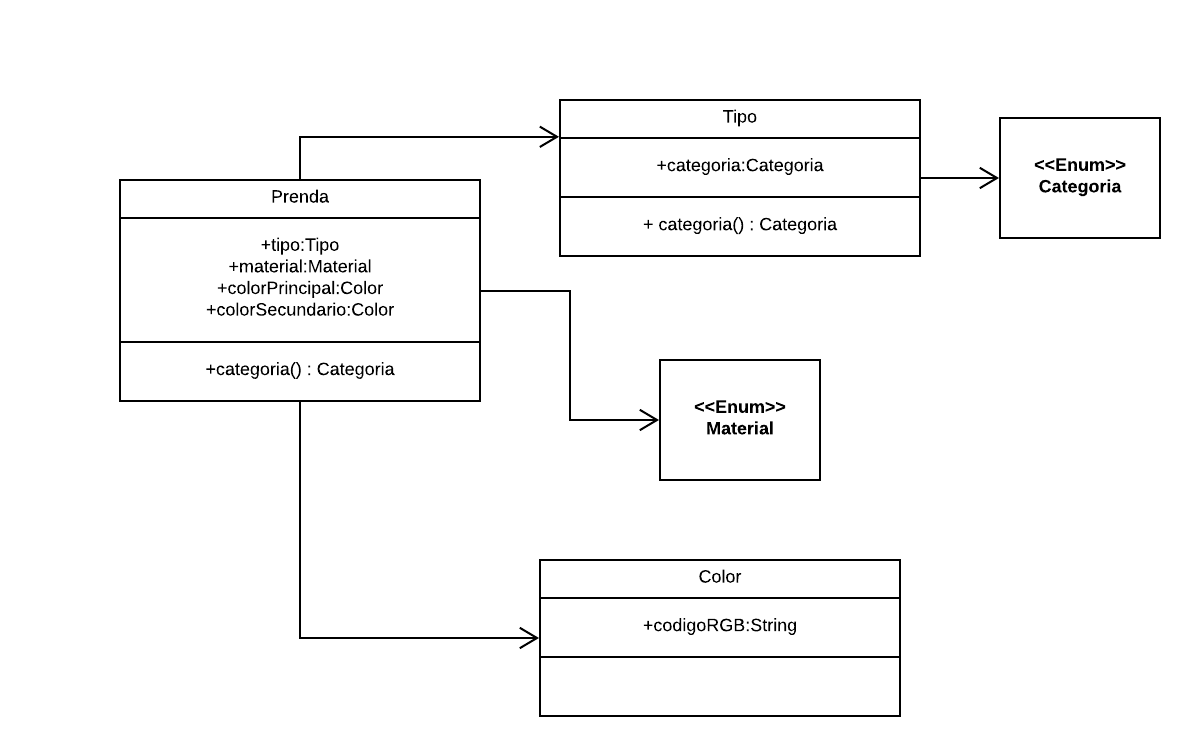 Tipo
+categoria:Categoria
+ categoria() : Categoria
<<Enum>>
Categoria
Prenda
+tipo:Tipo
+material:Material
+colorPrincipal:Color
+colorSecundario:Color
+categoria() : Categoria
<<Enum>>
Material
Color
+codigoRGB:String